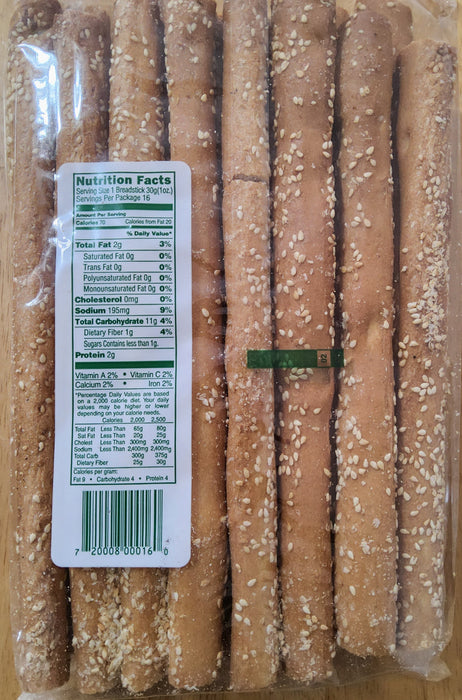 Nutrition Facts
Serving Size 1 Breadstick 30g(1oz.)
Servings Per Package 16
Amount Per Serving
Calories 70 Calories from Fat 20
% Daily Value*
Total Fat 2g 3%
Saturated Fat 0g 0%
Trans Fat 0g 0%
Polyunsaturated Fat 0g 0%
Monounsaturated Fat 0g 0%
Cholesterol 0mg 0%
Sodium 195mg 9%
Total Carbohydrate 11g 4%
Dietary Fiber 1g 4%
Sugars Contains less than 1g.
Protein 2g
Vitamin A 2% • Vitamin C 2%
Calcium 2% • Iron 2%
*Percentage Daily Values are based
on a 2,000 calorie diet. Your daily
values may be higher or lower
depending on your calorie needs.
Calories 2,000 2,500
Total Fat Less Than 65g 80g
Sat Fat Less Than 20g 25g
Cholest Less Than 300mg 300mg
Sodium Less Than 2,400mg 2,400mg
Total Carb 300g 375g
Dietary Fiber 25g 30g
Calories per gram:
Fat 9 • Carbohydrate 4 • Protein 4
7 20008 00016 0